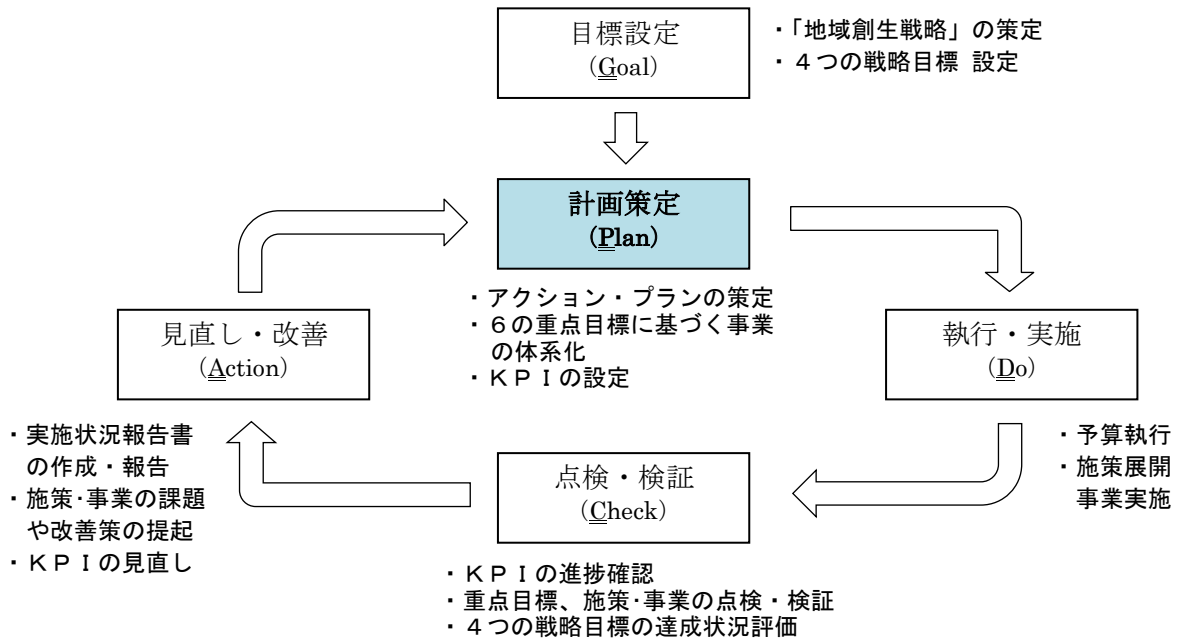 目標設定
(Goal)
・「地域創生戦略」の策定
・４つの戦略目標 設定
計画策定
(Plan)
・アクション・プランの策定
・６の重点目標に基づく事業
の体系化
・ＫＰＩの設定
見直し・改善
(Action)
・実施状況報告書
の作成・報告
・施策･事業の課題
や改善策の提起
・ＫＰＩの見直し
執行・実施
(Do)
・予算執行
・施策展開
事業実施
点検・検証
(Check)
・ＫＰＩの進捗確認
・重点目標、施策･事業の点検・検証
・４つの戦略目標の達成状況評価